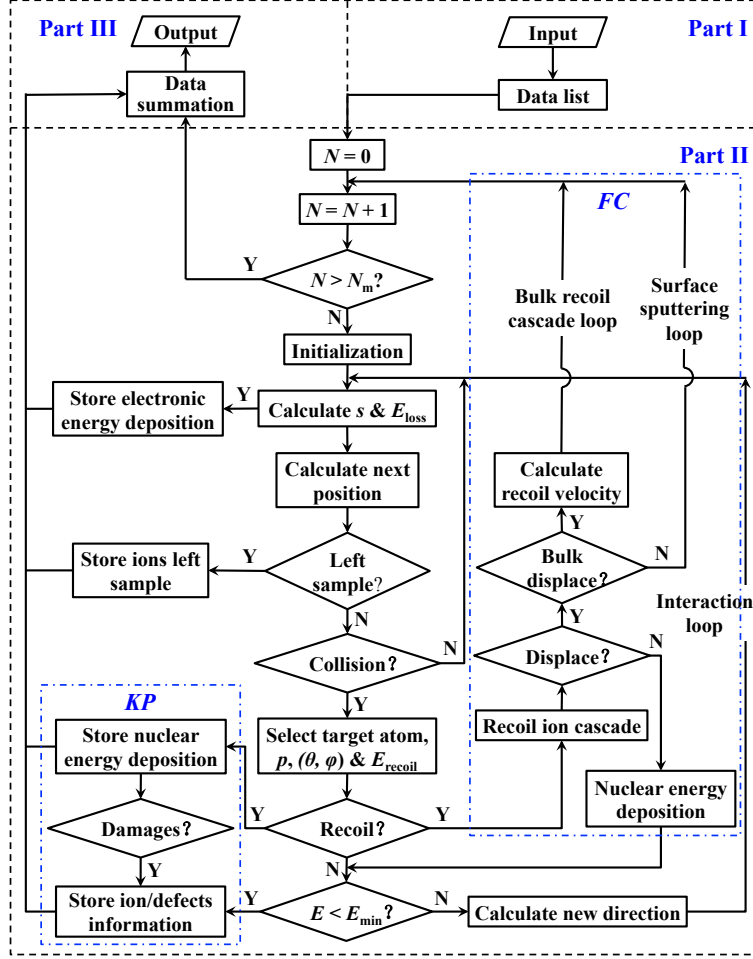 Part III
Output
Input
Part I
Data
summation
Data list
N = 0
Part II
N = N + 1
FC
Y
N > Nₘ?
N
Bulk recoil
cascade loop
Surface
sputtering
loop
Initialization
Store electronic
energy deposition
Y
Calculate s & E_loss
Calculate next
position
Calculate
recoil velocity
Y
Store ions left
sample
Y
Left
sample?
N
Bulk
displace?
N
Y
Interaction
loop
Collision?
N
Y
Displace?
N
KP
Store nuclear
energy deposition
Select target atom,
p, (θ, φ) & E_recoil
Recoil ion cascade
Nuclear energy
deposition
Damages?
Y
Y
Recoil?
Y
N
Store ion/defects
information
Y
E < E_min?
N
Calculate new direction